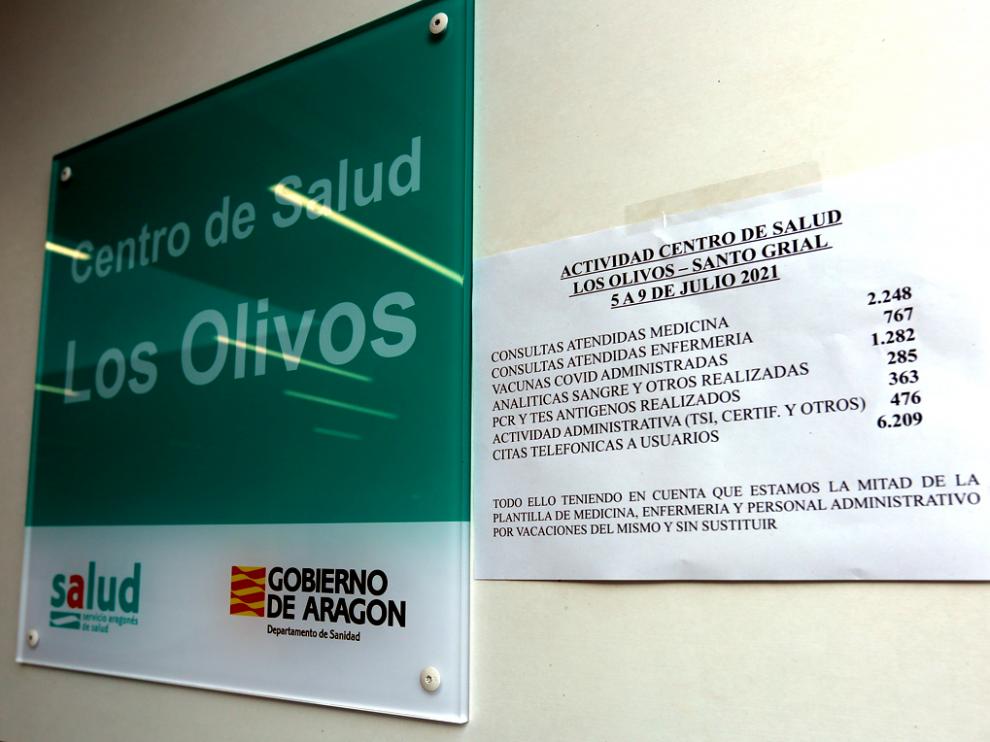 Centro de Salud
Los Olivos
salud
servicio aragonés
de salud
GOBIERNO
DE ARAGON
Departamento de Sanidad
ACTIVIDAD CENTRO DE SALUD
LOS OLIVOS – SANTO GRIAL
5 A 9 DE JULIO 2021
CONSULTAS ATENDIDAS MEDICINA 2.248
CONSULTAS ATENDIDAS ENFERMERIA 767
VACUNAS COVID ADMINISTRADAS 1.282
ANALITICAS SANGRE Y OTROS REALIZADAS 285
PCR Y TES ANTIGENOS REALIZADOS 363
ACTIVIDAD ADMINISTRATIVA (TSI, CERTIF. Y OTROS) 476
CITAS TELEFONICAS A USUARIOS 6.209
TODO ELLO TENIENDO EN CUENTA QUE ESTAMOS LA MITAD DE LA
PLANTILLA DE MEDICINA, ENFERMERIA Y PERSONAL ADMINISTRATIVO
POR VACACIONES DEL MISMO Y SIN SUSTITUIR